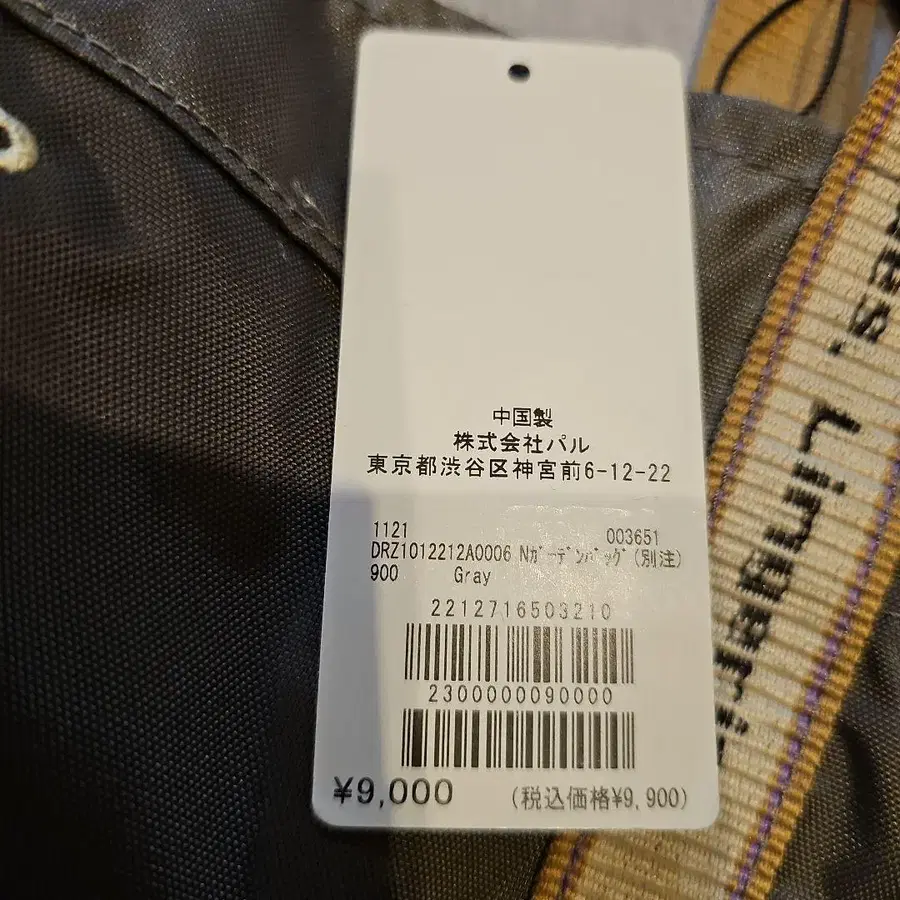 中国製
株式会社パル
東京都渋谷区神宮前6-12-22
1121 003651
DRZ1012212A0006 Nｶﾞｰﾃﾞﾝﾊﾞｯｸﾞ(別注)
900 Gray
2212716503210
2300000090000
¥9,000 (税込価格¥9,900)